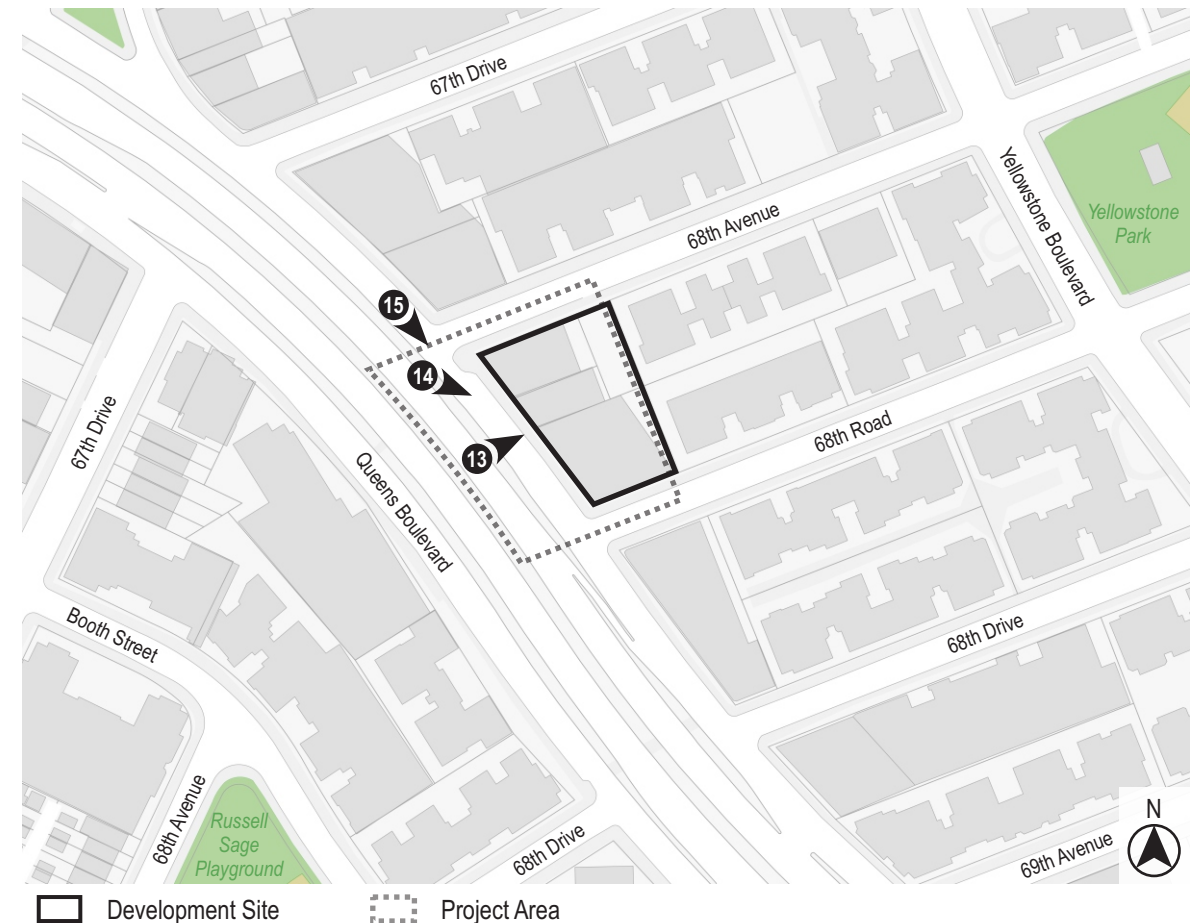 67th Drive
68th Avenue
Yellowstone Boulevard
Yellowstone
Park
15
14
13
68th Road
67th Drive
Queens Boulevard
Booth Street
68th Drive
68th Avenue
Russell
Sage
Playground
68th Drive
69th Avenue
N
Development Site
Project Area